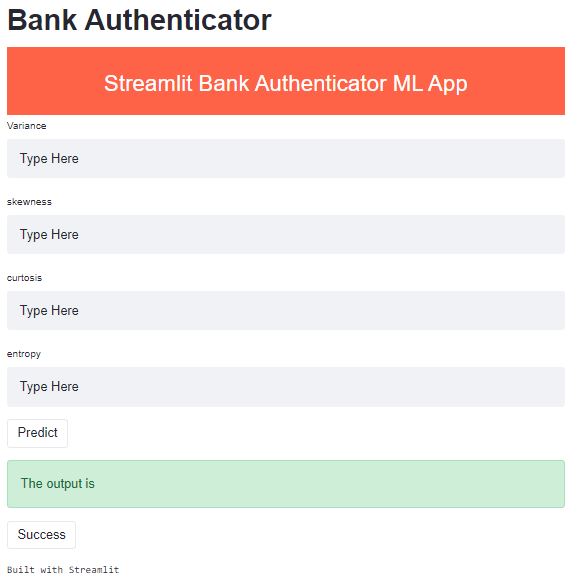 Bank Authenticator
Streamlit Bank Authenticator ML App
Variance
Type Here
skewness
Type Here
curtosis
Type Here
entropy
Type Here
Predict
The output is
Success
Built with Streamlit